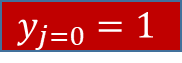 y_{j=0} = 1